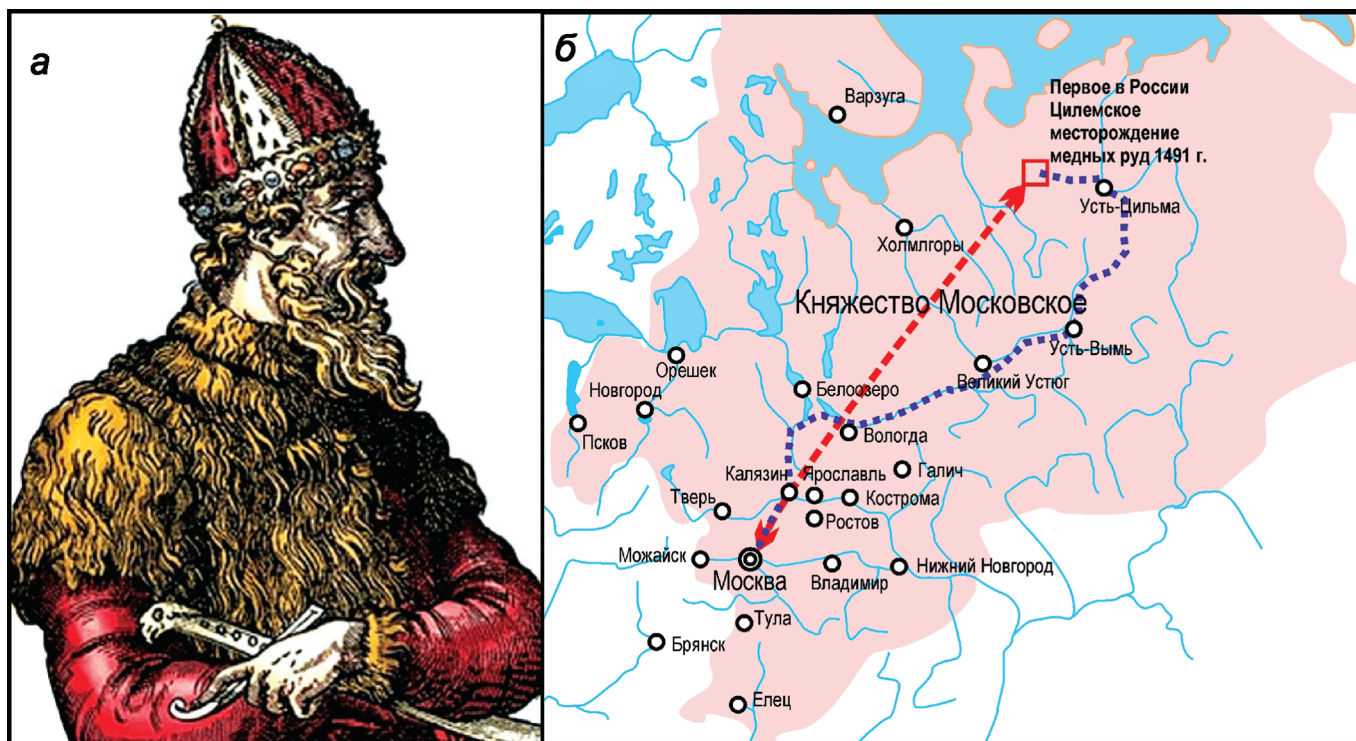 а
б
Варзуга
Первое в России
Цилемское
месторождение
медных руд 1491 г.
Усть-Цильма
Холмлгоры
Княжество Московское
Усть-Вымь
Орешек
Великий Устюг
Новгород
Белоозеро
Псков
Вологда
Галич
Калязин
Ярославль
Тверь
Кострома
Ростов
Можайск
Москва
Владимир
Нижний Новгород
Тула
Брянск
Елец